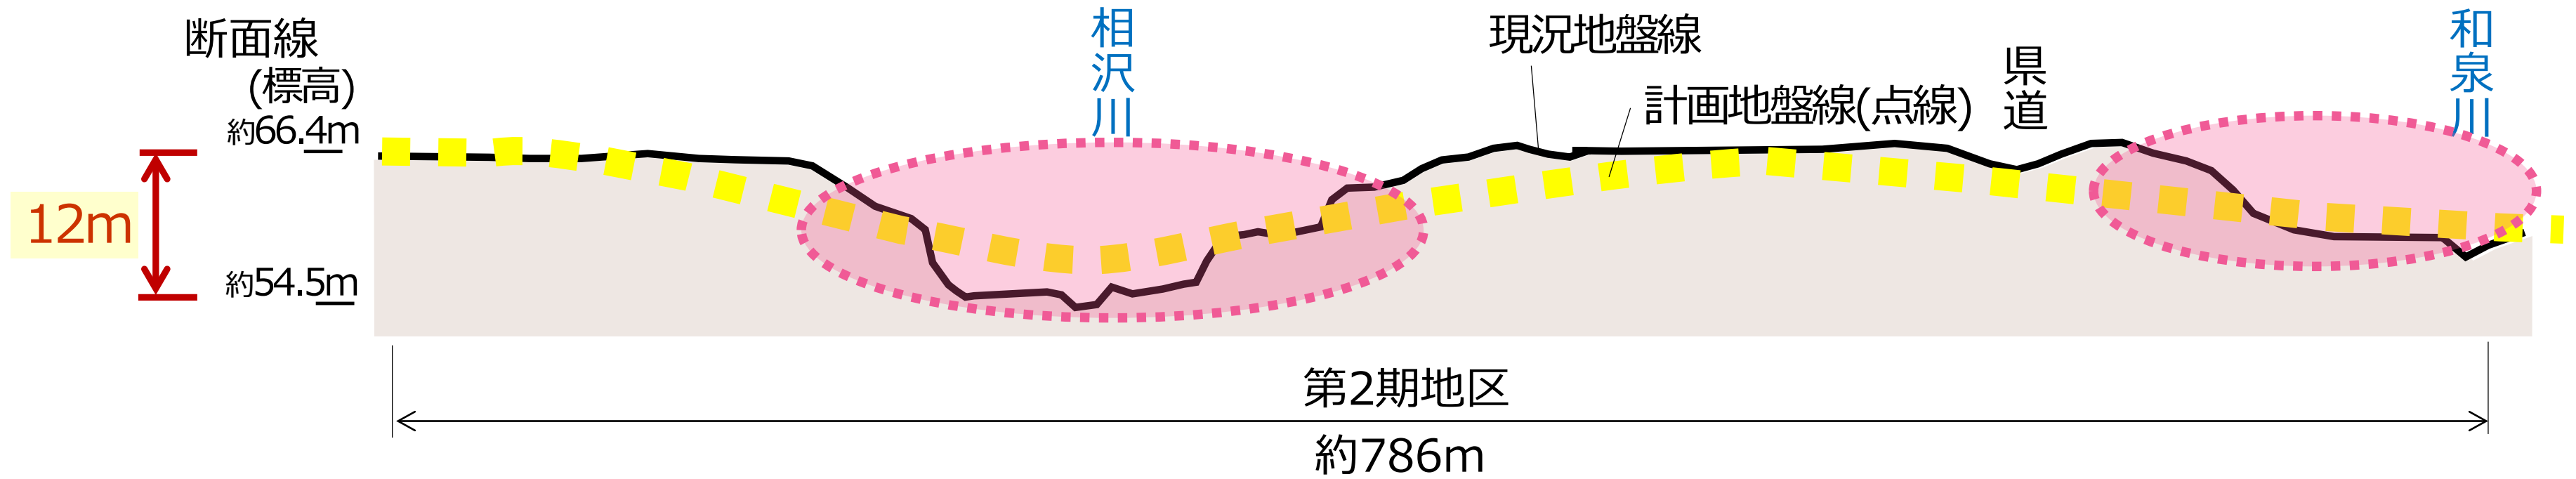 断面線
(標高)
約66.4m
12m
約54.5m
相沢川
現況地盤線
計画地盤線(点線)
県道
和泉川
第2期地区
約786m